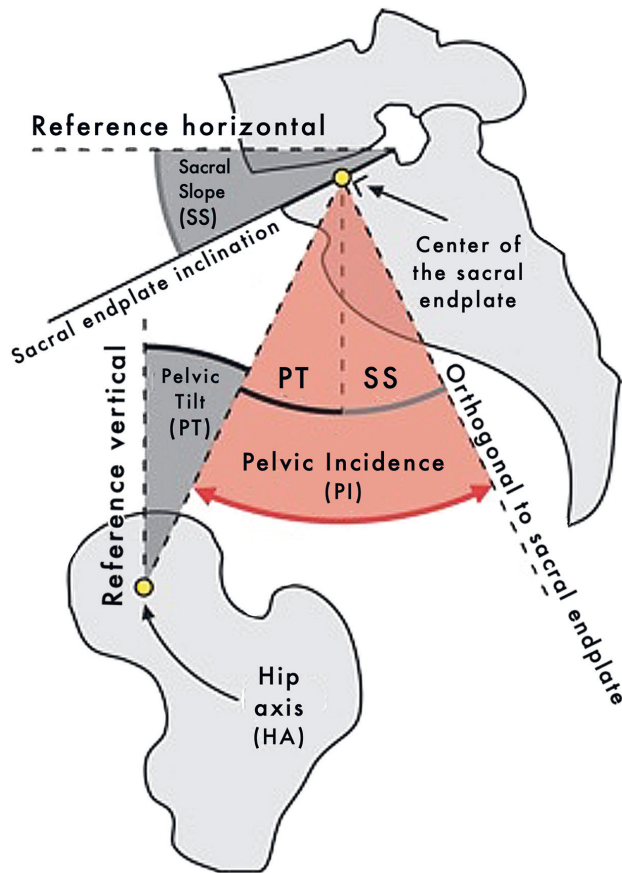 Reference horizontal
Sacral
Slope
(SS)
Sacral endplate inclination
Center of
the sacral
endplate
Reference vertical
Pelvic
Tilt
(PT)
PT
SS
Pelvic Incidence
(PI)
Orthogonal to sacral endplate
Hip
axis
(HA)